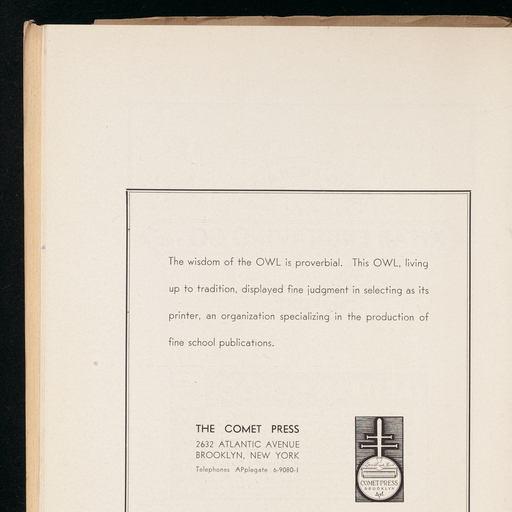 The wisdom of the OWL is proverbial. This OWL, living
up to tradition, displayed fine judgment in selecting as its
printer, an organization specializing in the production of
fine school publications.
THE COMET PRESS
2632 ATLANTIC AVENUE
BROOKLYN, NEW YORK
Telephones APplegate 6-9080-1
COMET PRESS
BROOKLYN